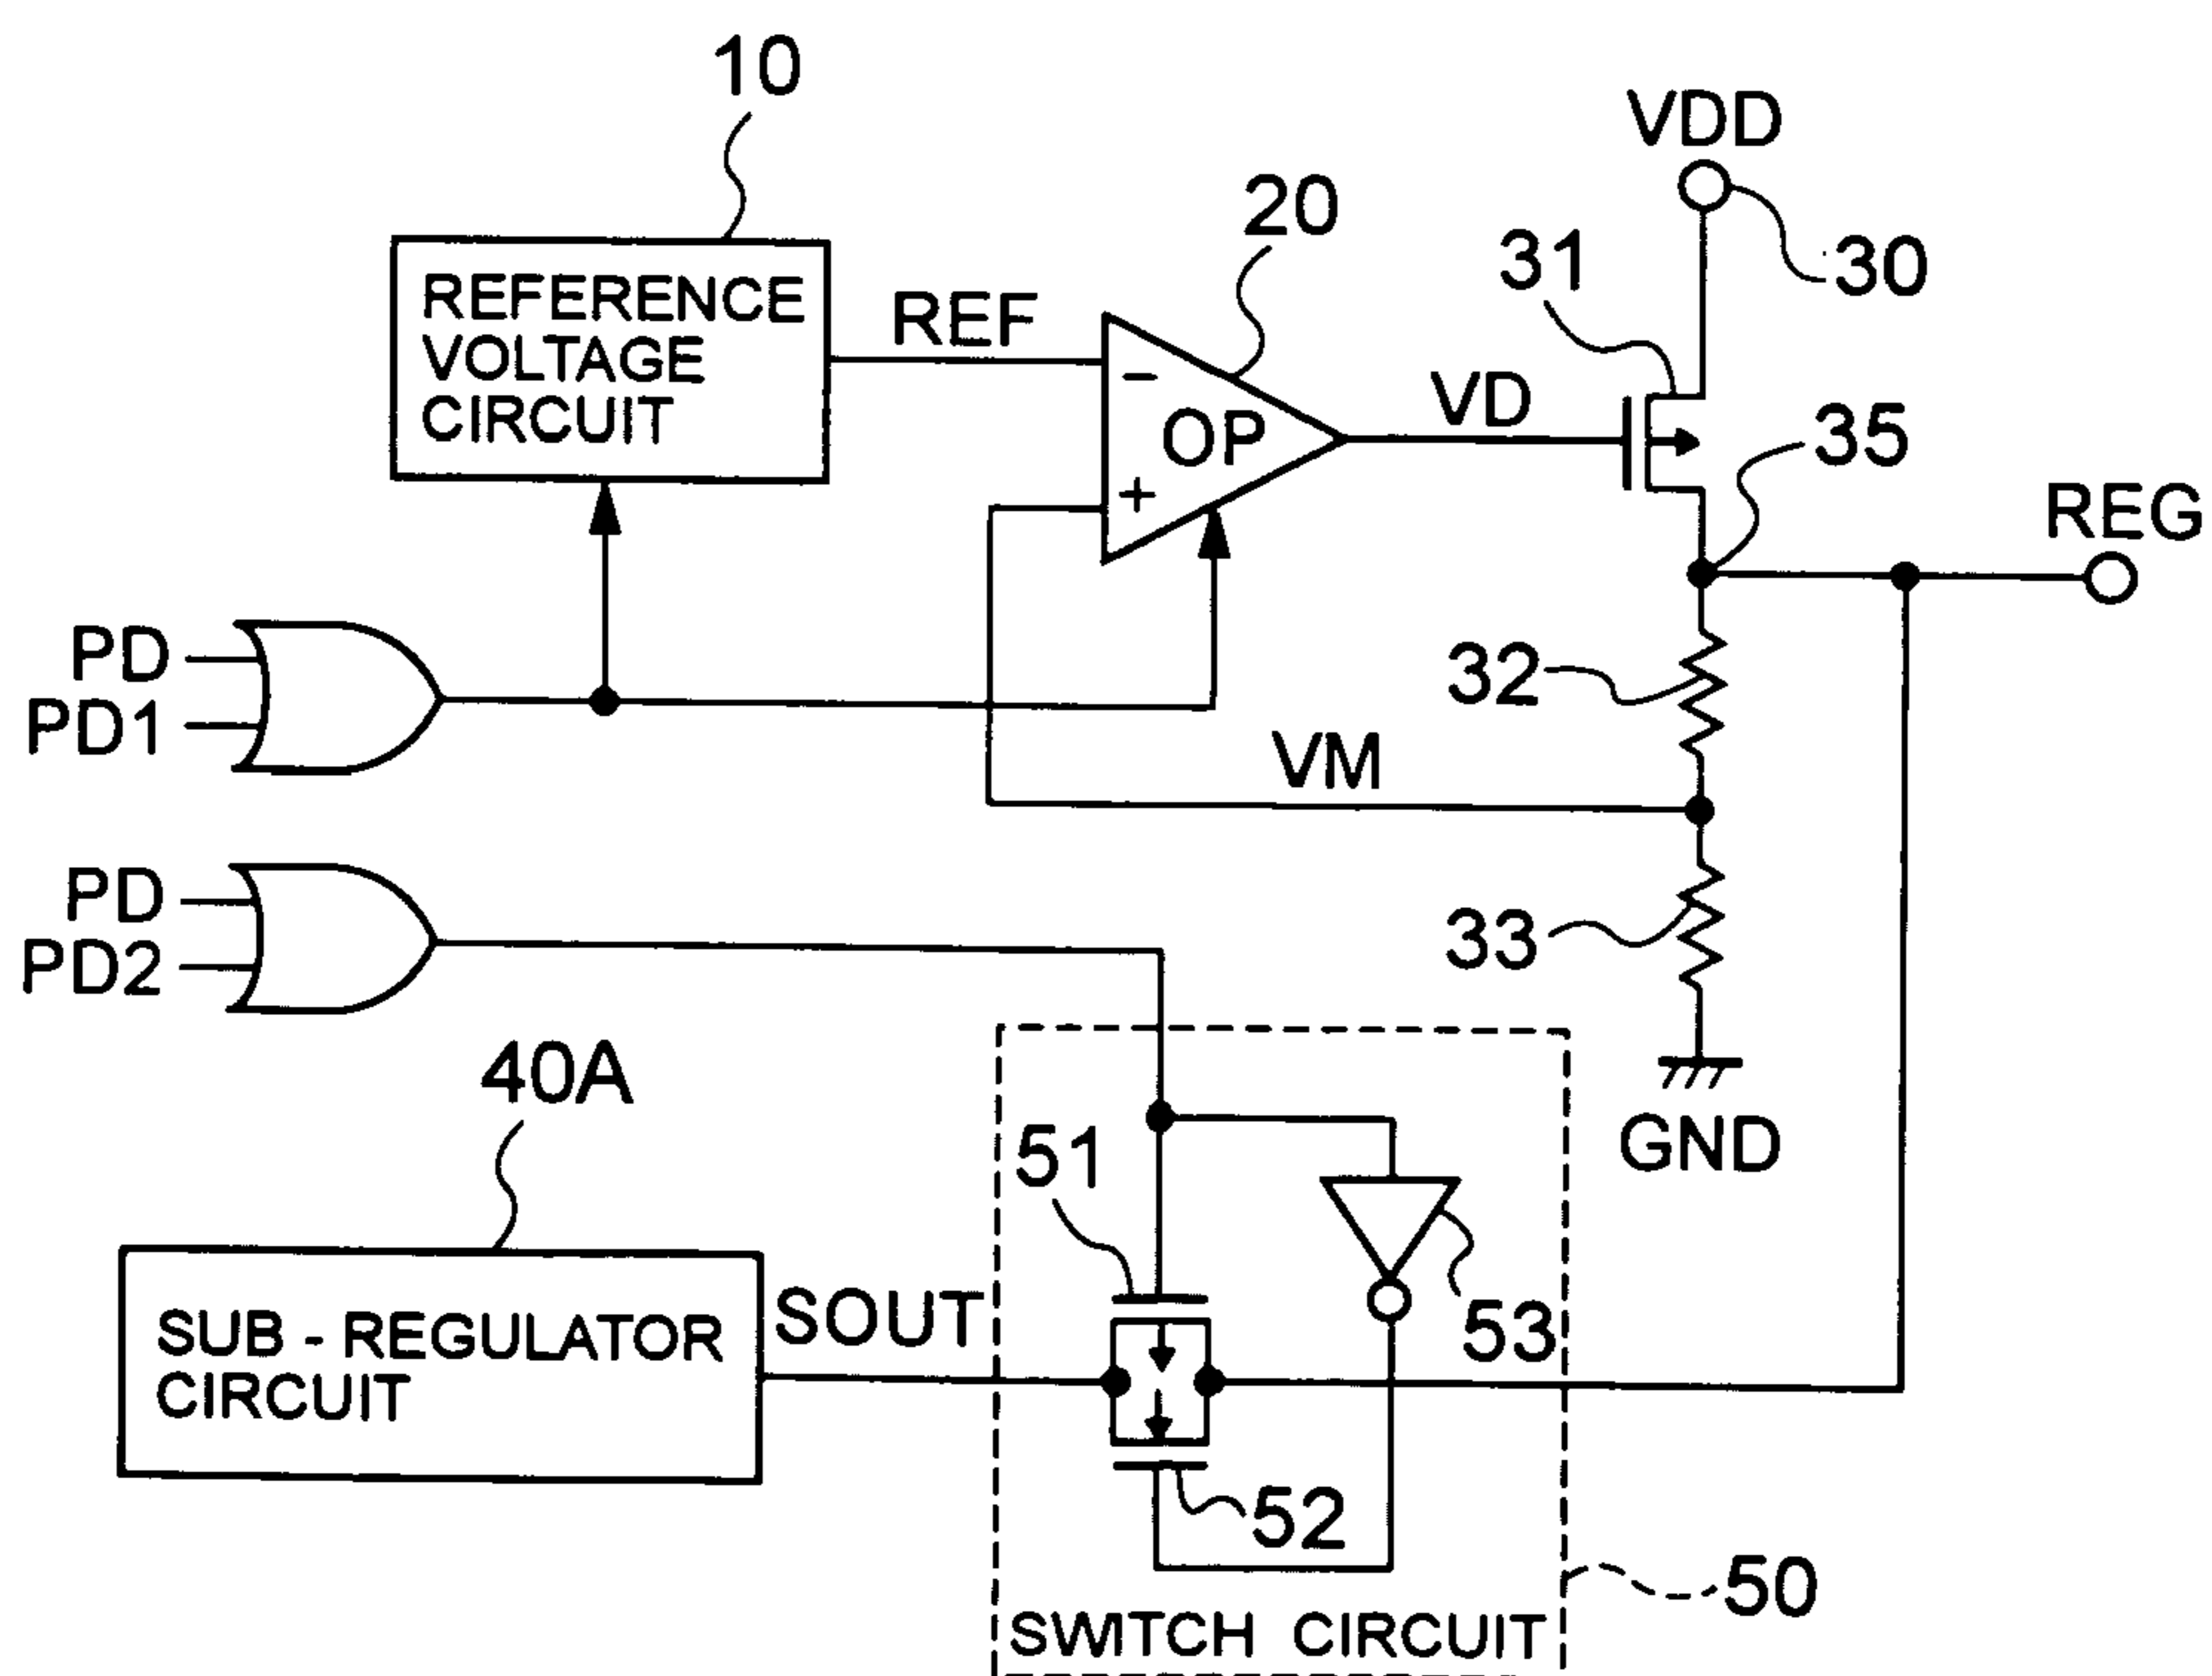 10
VDD
20
31
30
REFERENCE
VOLTAGE
CIRCUIT
REF
-
OP
+
VD
35
REG
PD
PD1
32
VM
PD
PD2
33
40A
GND
51
53
SUB - REGULATOR
CIRCUIT
SOUT
52
50
SWITCH CIRCUIT